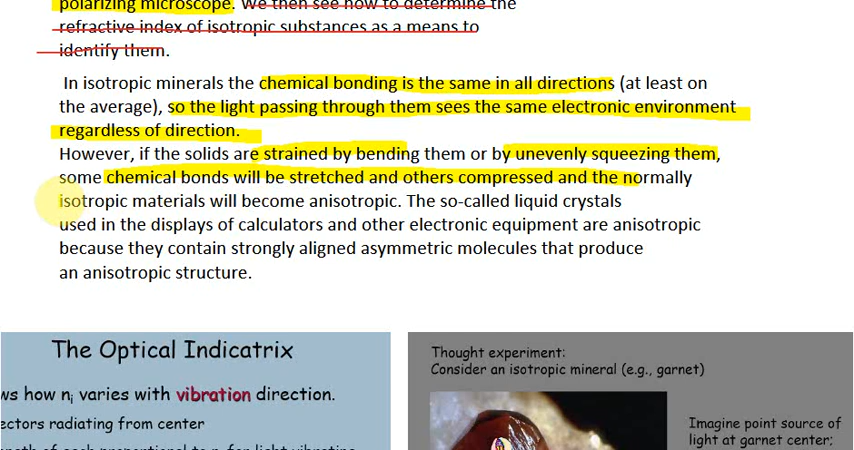 polarizing microscope. We then see how to determine the
refractive index of isotropic substances as a means to
identify them.
In isotropic minerals the chemical bonding is the same in all directions (at least on
the average), so the light passing through them sees the same electronic environment
regardless of direction.
However, if the solids are strained by bending them or by unevenly squeezing them,
some chemical bonds will be stretched and others compressed and the normally
isotropic materials will become anisotropic. The so-called liquid crystals
used in the displays of calculators and other electronic equipment are anisotropic
because they contain strongly aligned asymmetric molecules that produce
an anisotropic structure.
The Optical Indicatrix
ws how ni varies with vibration direction.
ectors radiating from center
Thought experiment:
Consider an isotropic mineral (e.g., garnet)
Imagine point source of
light at garnet center;